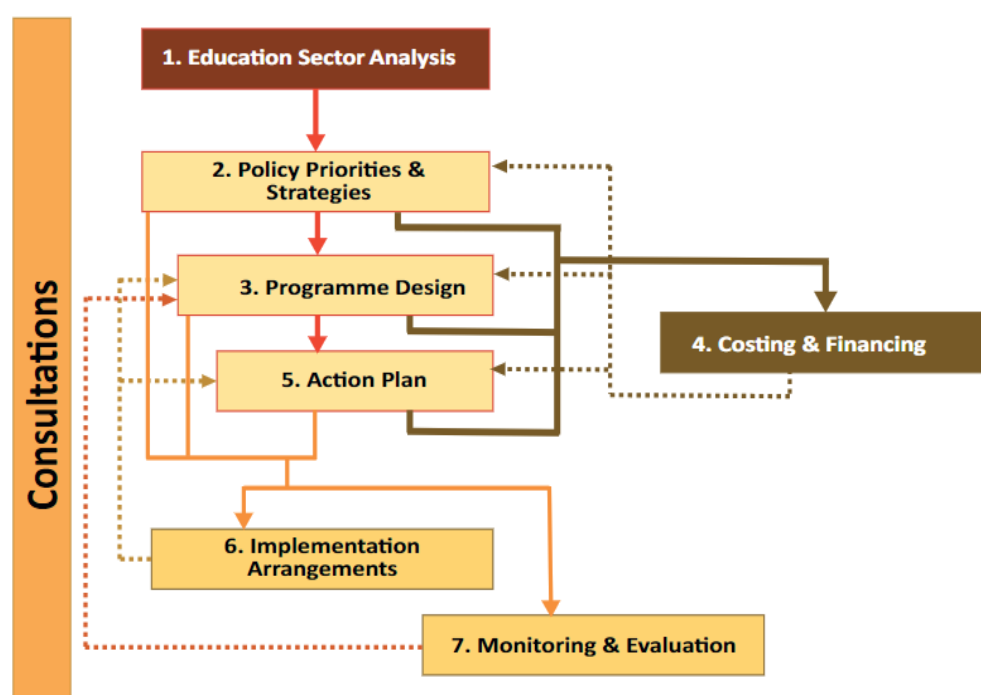 Consultations
1. Education Sector Analysis
2. Policy Priorities &
Strategies
3. Programme Design
4. Costing & Financing
5. Action Plan
6. Implementation
Arrangements
7. Monitoring & Evaluation